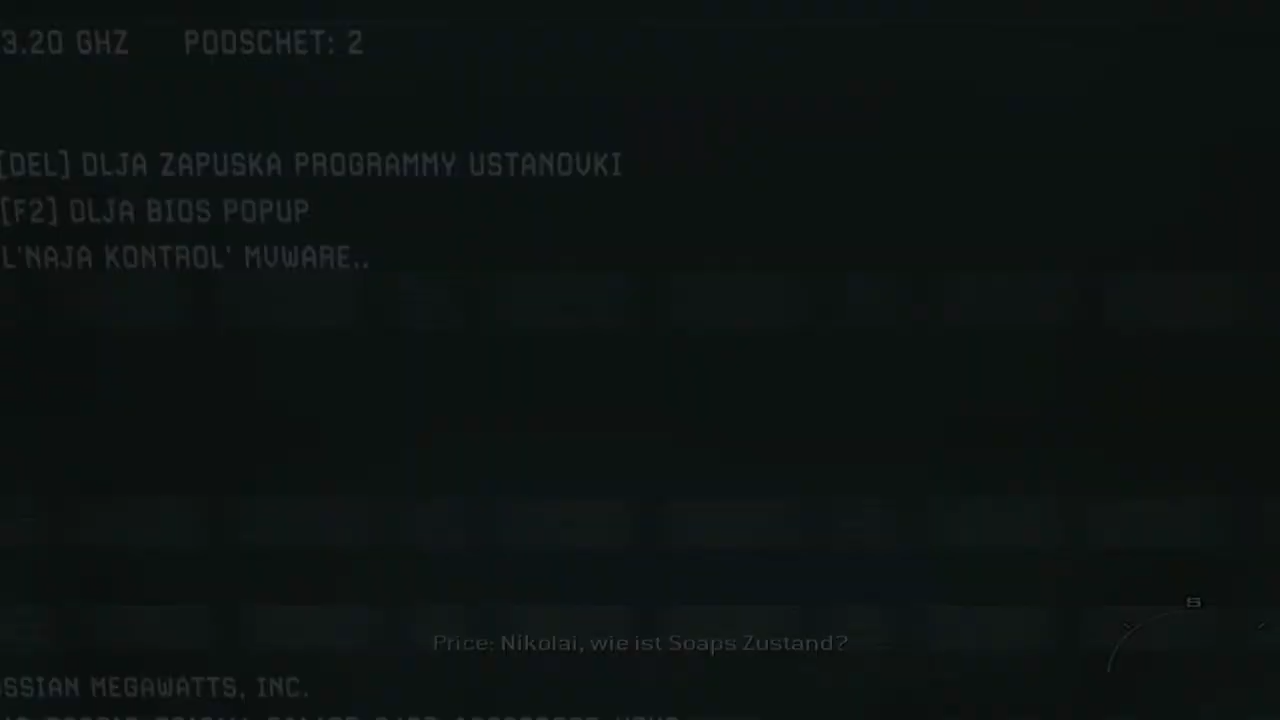 3.20 GHZ PODSCHET: 2
[DEL] DLJA ZAPUSKA PROGRAMMY USTANOVKI
[F2] DLJA BIOS POPUP
L'NAJA KONTROL' MVWARE..
S
Price: Nikolai, wie ist Soaps Zustand?
SSIAN MEGAWATTS, INC.